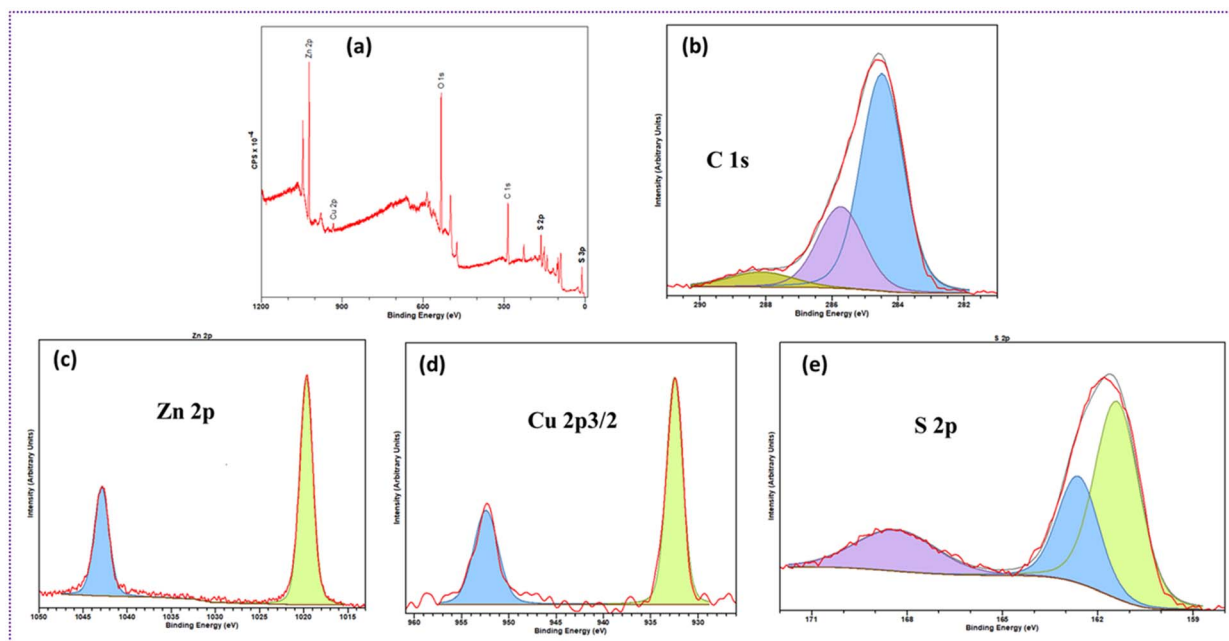 (a)
Zn 2p
Cu 2p
O 1s
C 1s
S 2p
S 3p
CPS x 10^-4
1200 900 600 300 0
Binding Energy (eV)
(b)
C 1s
Intensity (Arbitrary Units)
290 288 286 284 282
Binding Energy (eV)
Zn 2p
(c)
Zn 2p
Intensity (Arbitrary Units)
1050 1045 1040 1035 1030 1025 1020 1015
Binding Energy (eV)
(d)
Cu 2p3/2
Intensity (Arbitrary Units)
960 955 950 945 940 935 930
Binding Energy (eV)
S 2p
(e)
S 2p
Intensity (Arbitrary Units)
171 168 165 162 159
Binding Energy (eV)